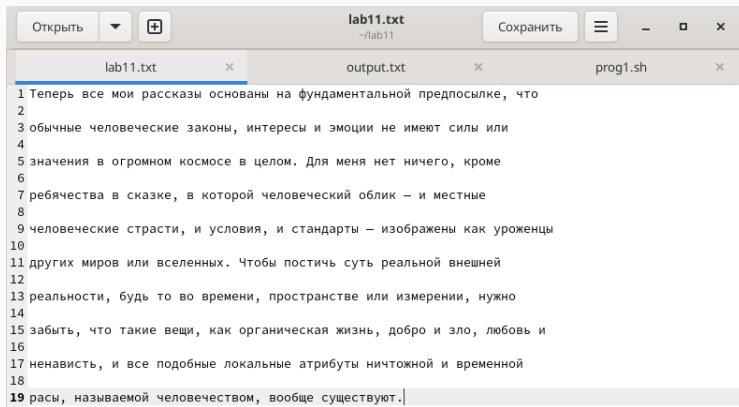 Открыть
lab11.txt
~/lab11
Сохранить
lab11.txt
output.txt
prog1.sh
1 Теперь все мои рассказы основаны на фундаментальной предпосылке, что
2
3 обычные человеческие законы, интересы и эмоции не имеют силы или
4
5 значения в огромном космосе в целом. Для меня нет ничего, кроме
6
7 ребячества в сказке, в которой человеческий облик — и местные
8
9 человеческие страсти, и условия, и стандарты — изображены как уроженцы
10
11 других миров или вселенных. Чтобы постичь суть реальной внешней
12
13 реальности, будь то во времени, пространстве или измерении, нужно
14
15 забыть, что такие вещи, как органическая жизнь, добро и зло, любовь и
16
17 ненависть, и все подобные локальные атрибуты ничтожной и временной
18
19 расы, называемой человечеством, вообще существуют.